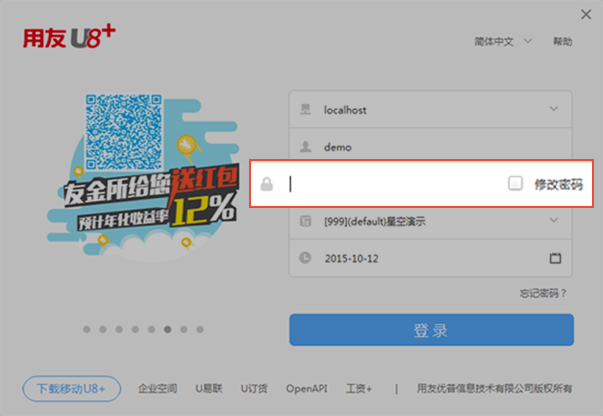 用友 U8+
简体中文
帮助
localhost
demo
修改密码
[999](default)星空演示
2015-10-12
忘记密码？
登录
友金所给您送红包
预计年化收益率12%
下载移动U8+
企业空间
U易联
U订货
OpenAPI
工资+
|
用友优普信息技术有限公司版权所有